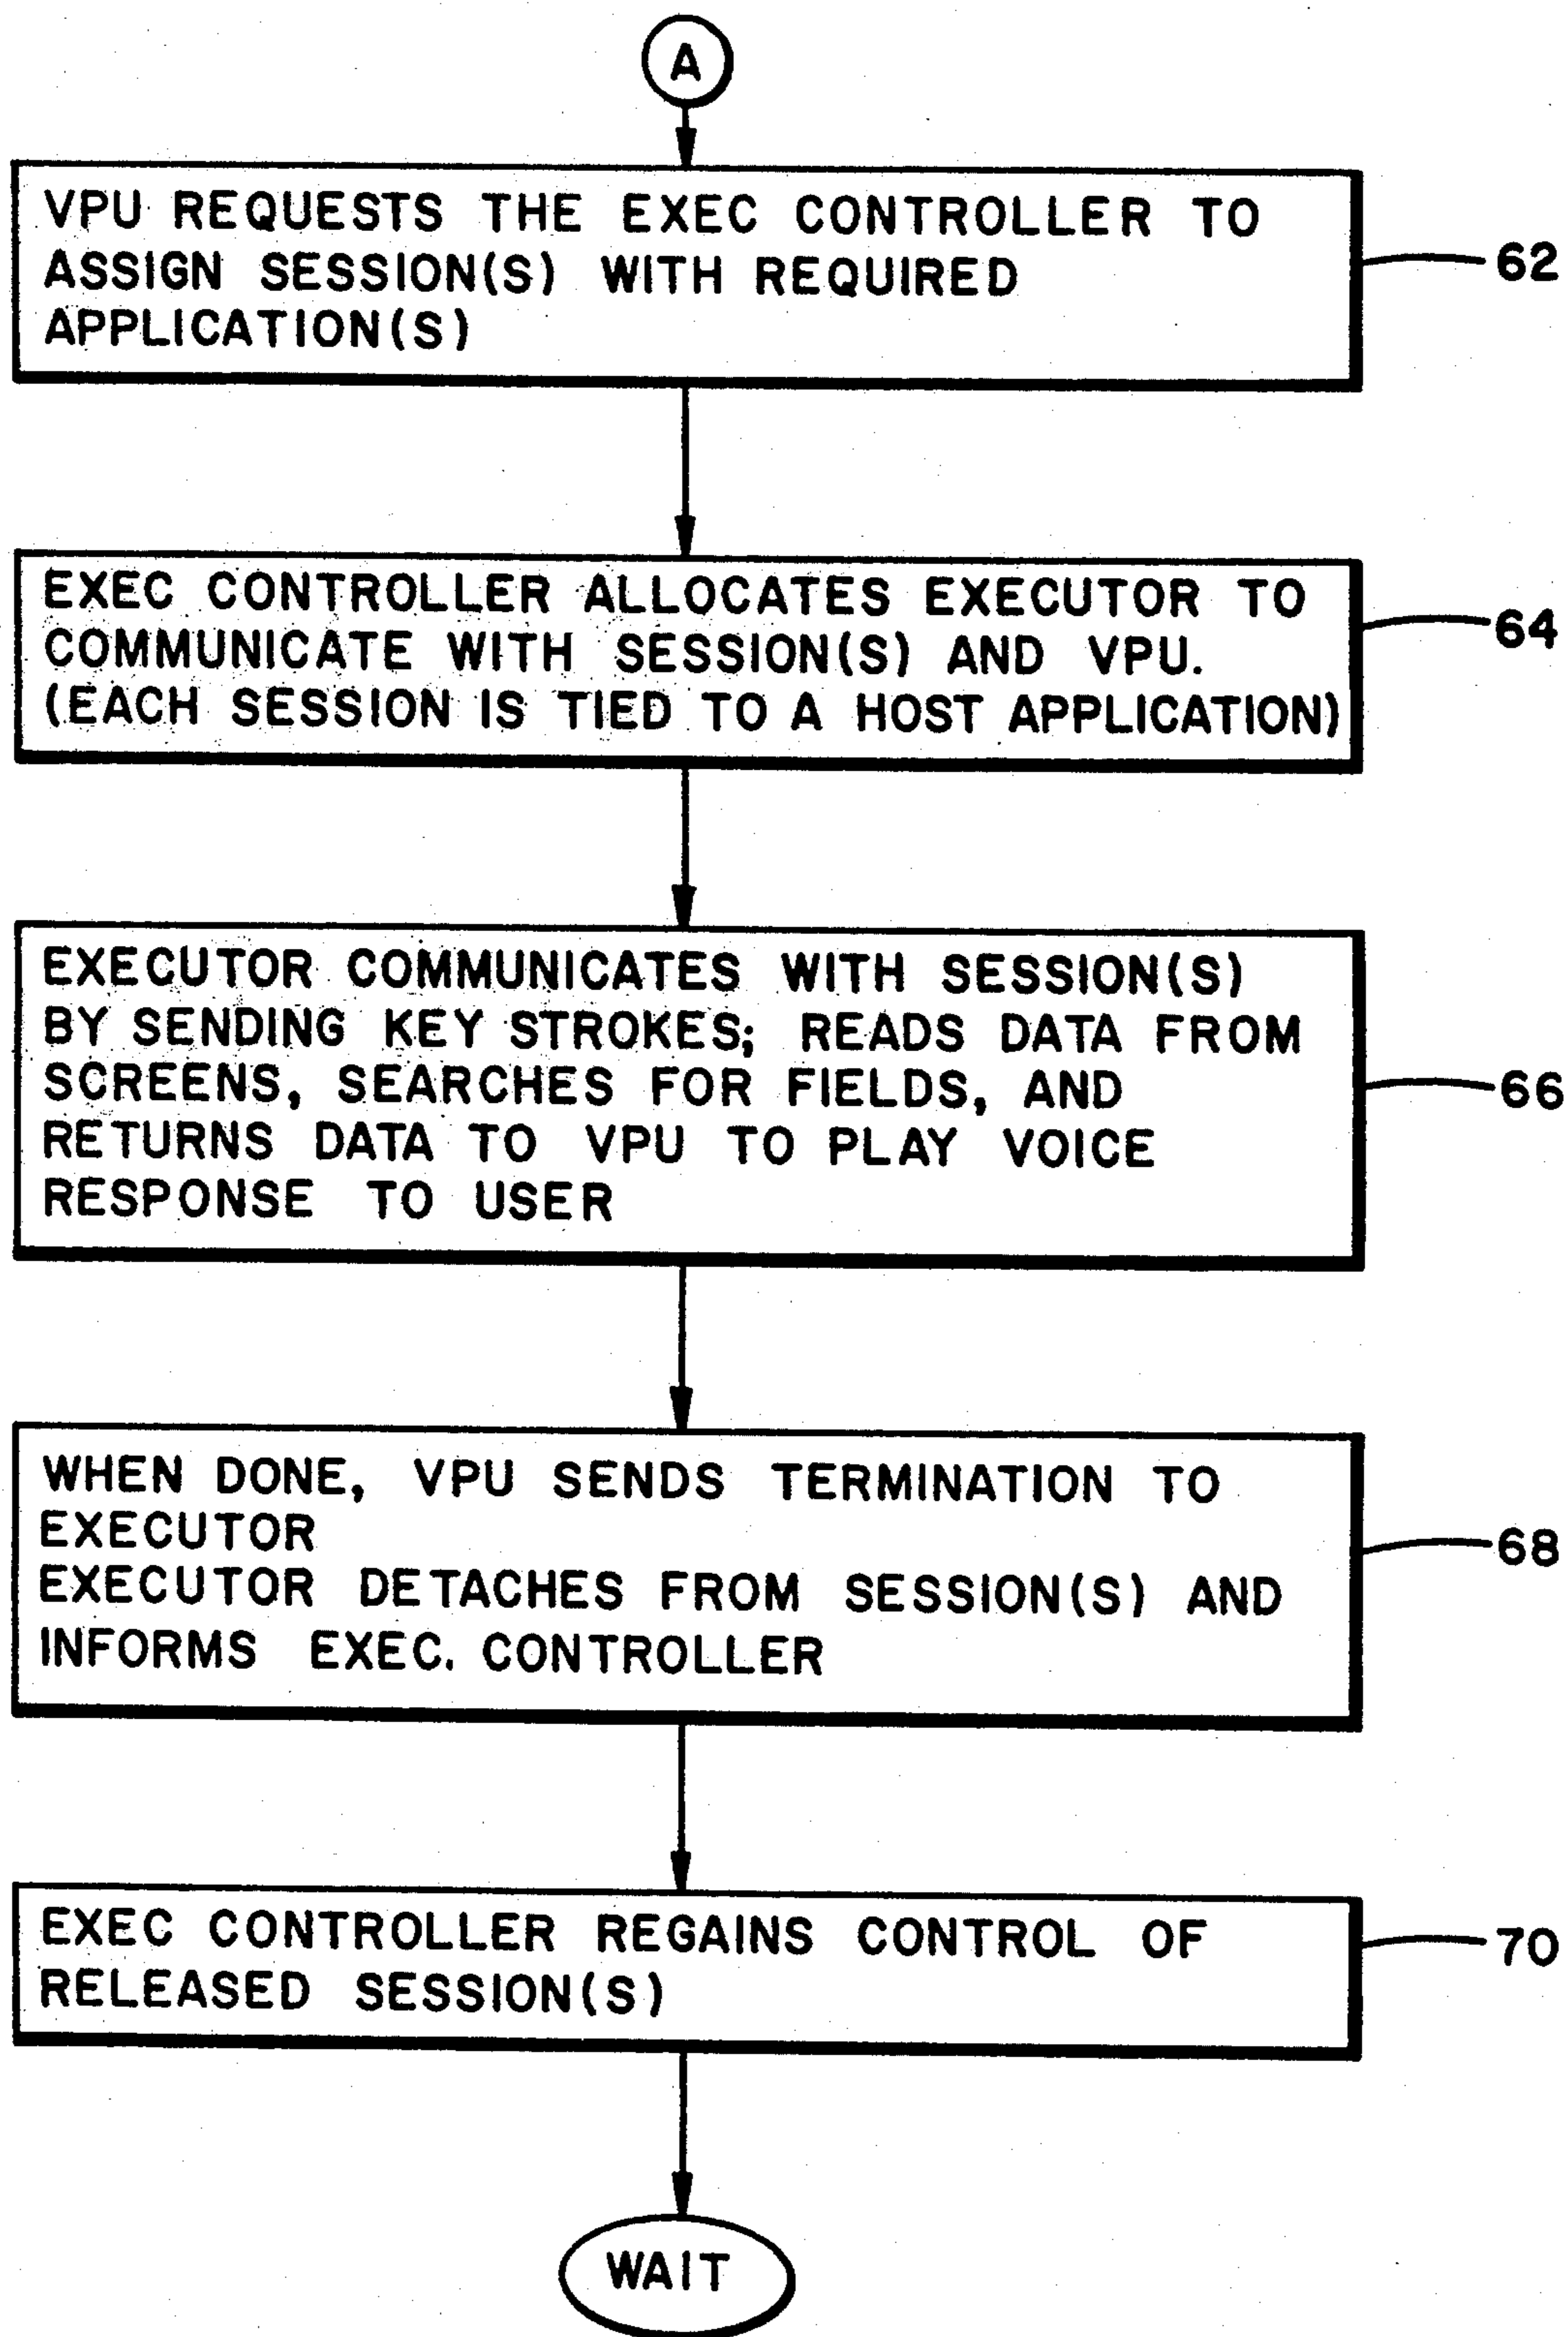 A
VPU REQUESTS THE EXEC CONTROLLER TO
ASSIGN SESSION(S) WITH REQUIRED
APPLICATION(S)
62
EXEC CONTROLLER ALLOCATES EXECUTOR TO
COMMUNICATE WITH SESSION(S) AND VPU.
(EACH SESSION IS TIED TO A HOST APPLICATION)
64
EXECUTOR COMMUNICATES WITH SESSION(S)
BY SENDING KEY STROKES; READS DATA FROM
SCREENS, SEARCHES FOR FIELDS, AND
RETURNS DATA TO VPU TO PLAY VOICE
RESPONSE TO USER
66
WHEN DONE, VPU SENDS TERMINATION TO
EXECUTOR
EXECUTOR DETACHES FROM SESSION(S) AND
INFORMS EXEC. CONTROLLER
68
EXEC CONTROLLER REGAINS CONTROL OF
RELEASED SESSION(S)
70
WAIT